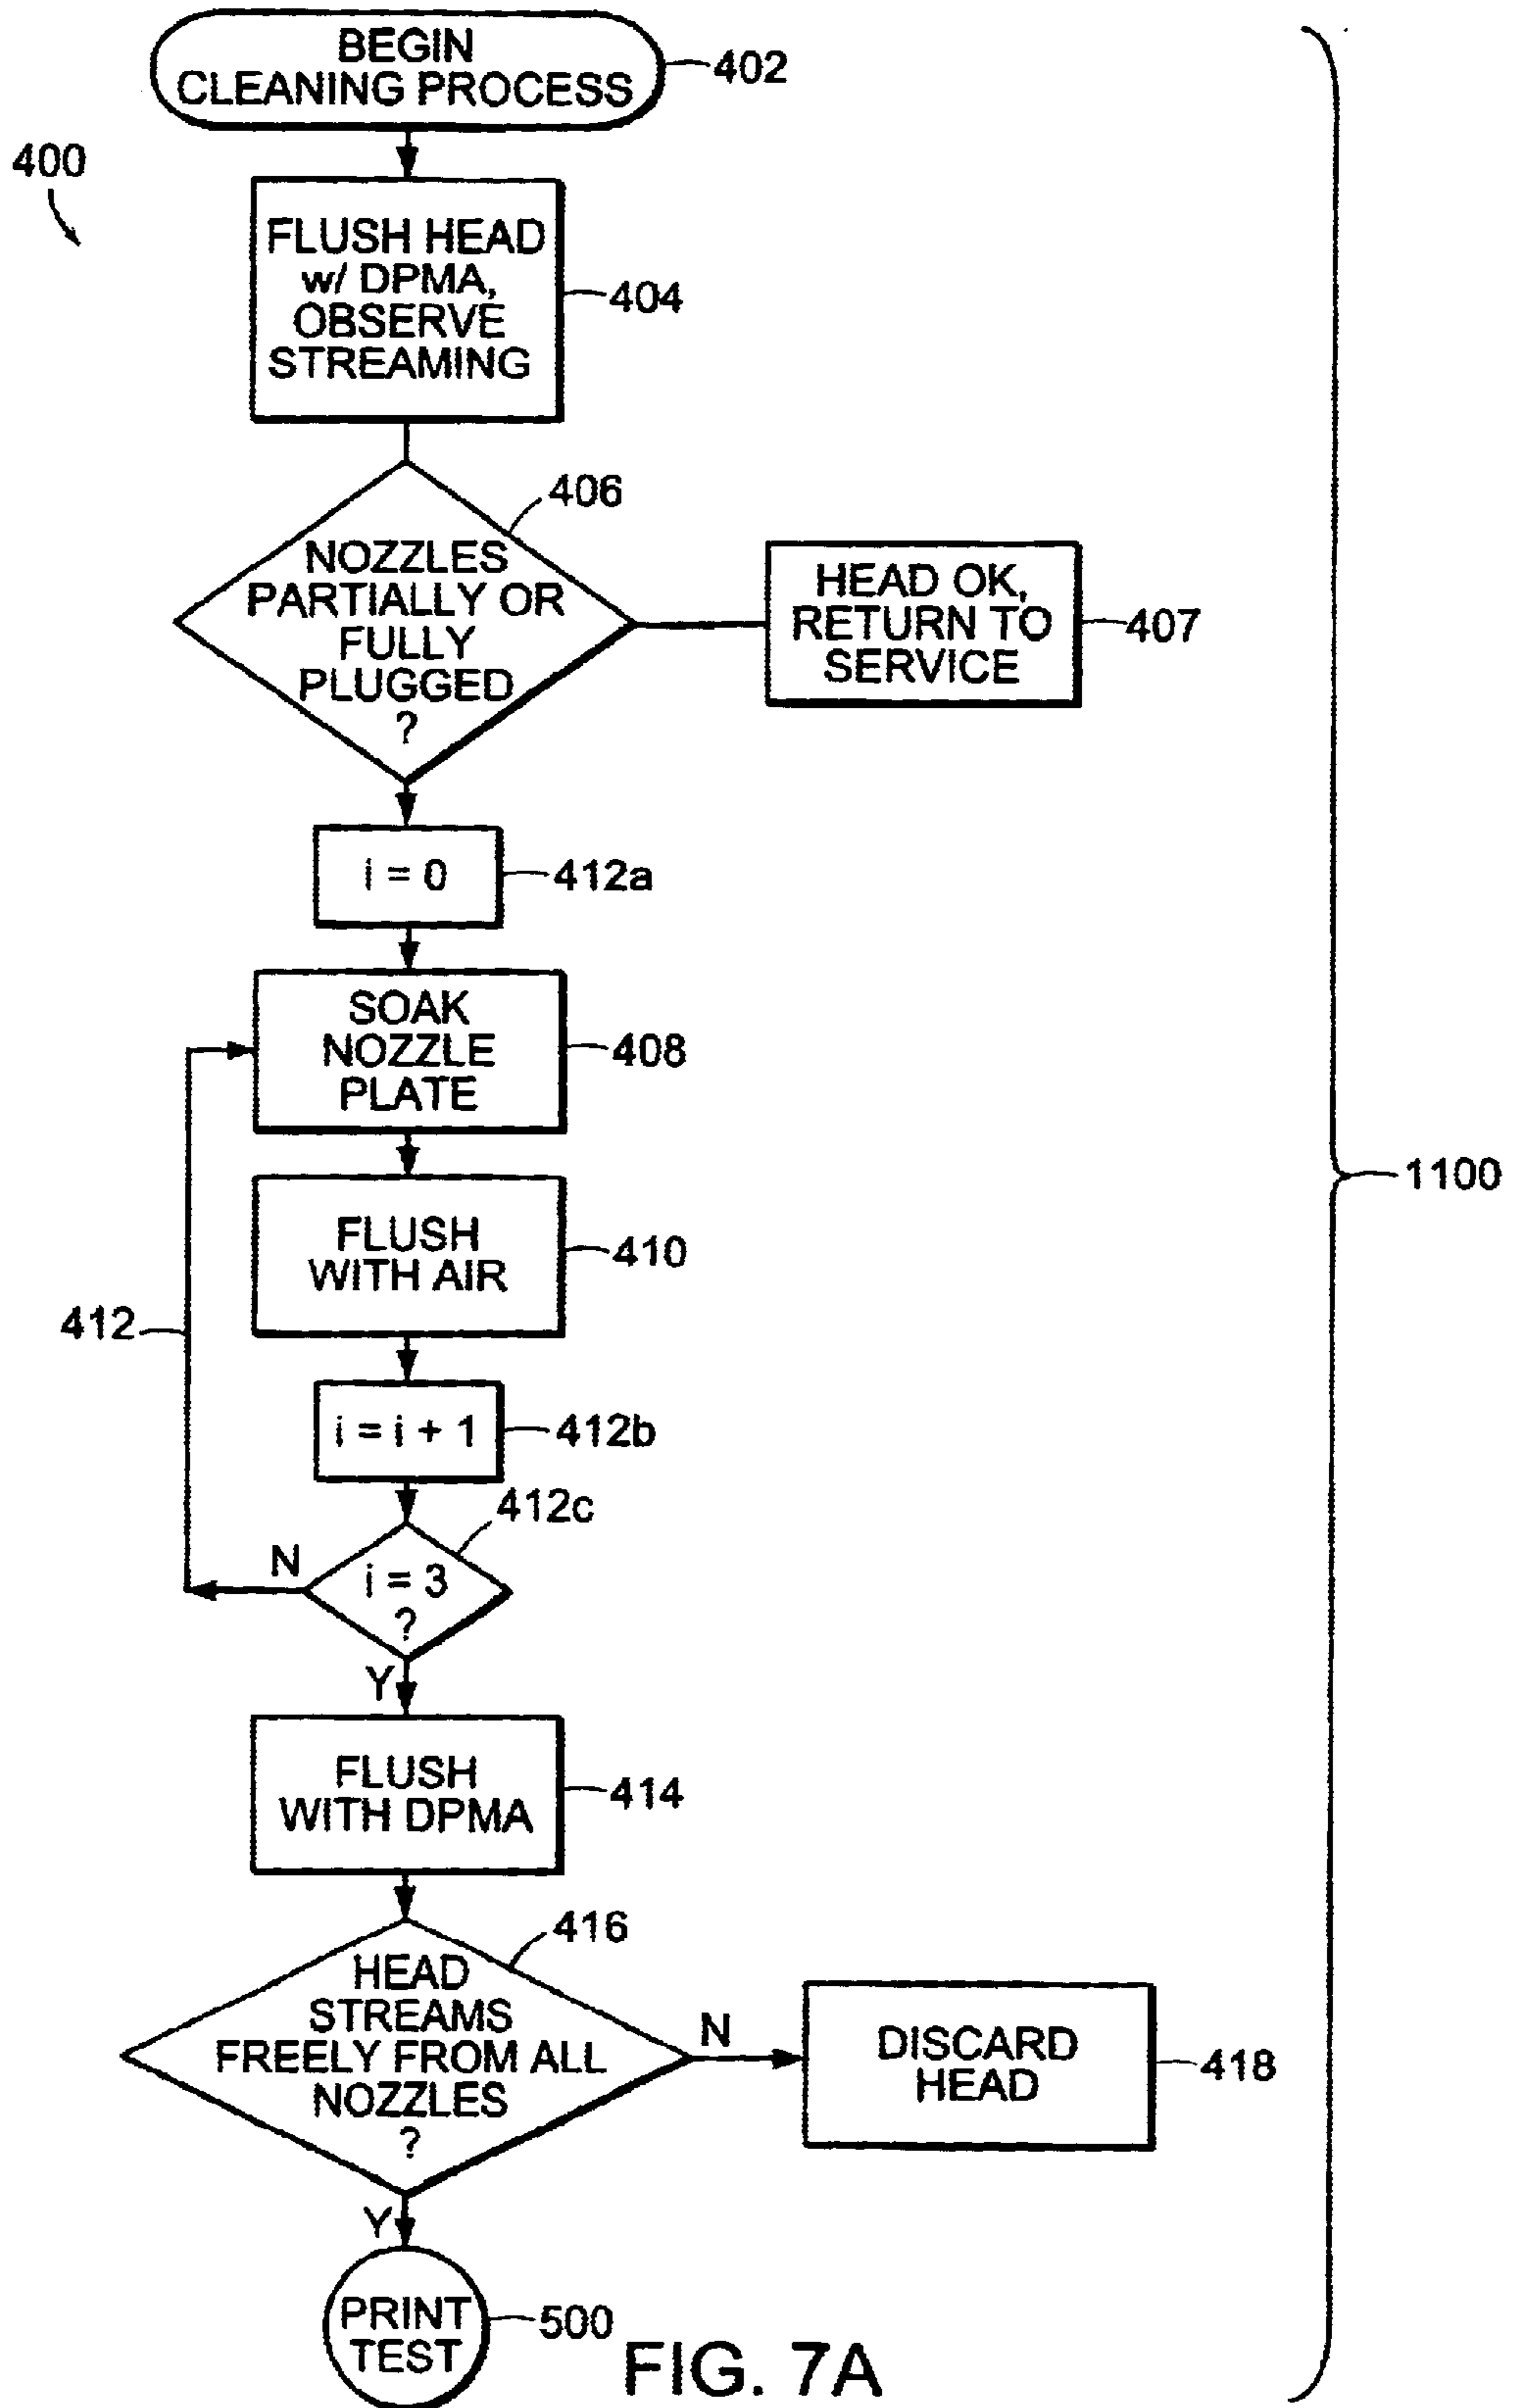 BEGIN
CLEANING PROCESS
402
400
FLUSH HEAD
w/ DPMA,
OBSERVE
STREAMING
404
406
NOZZLES
PARTIALLY OR
FULLY
PLUGGED
?
HEAD OK,
RETURN TO
SERVICE
407
i = 0
412a
SOAK
NOZZLE
PLATE
408
1100
FLUSH
WITH AIR
410
412
i = i + 1
412b
412c
N
i = 3
?
Y
FLUSH
WITH DPMA
414
416
HEAD
STREAMS
FREELY FROM ALL
NOZZLES
?
N
DISCARD
HEAD
418
Y
PRINT
TEST
500
FIG. 7A